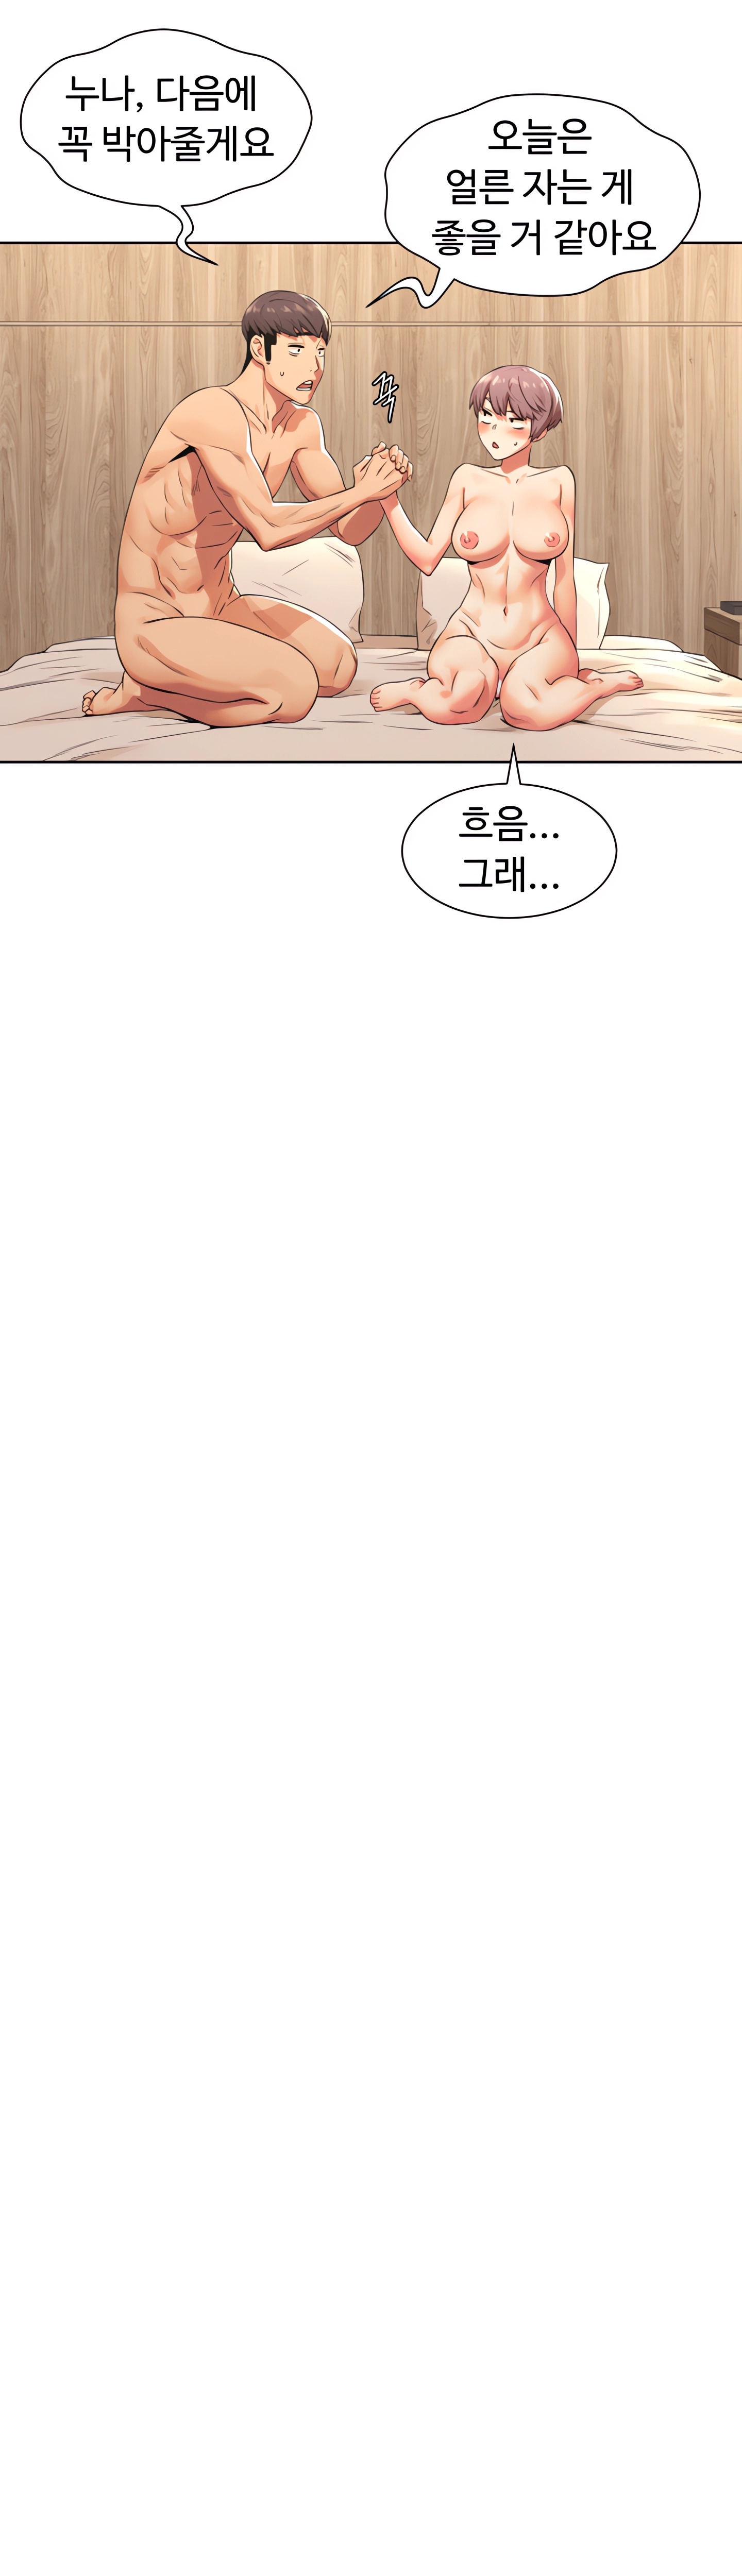 누나, 다음에
꼭 박아줄게요
오늘은
얼른 자는 게
좋을 거 같아요
꼭
흐음...
그래...